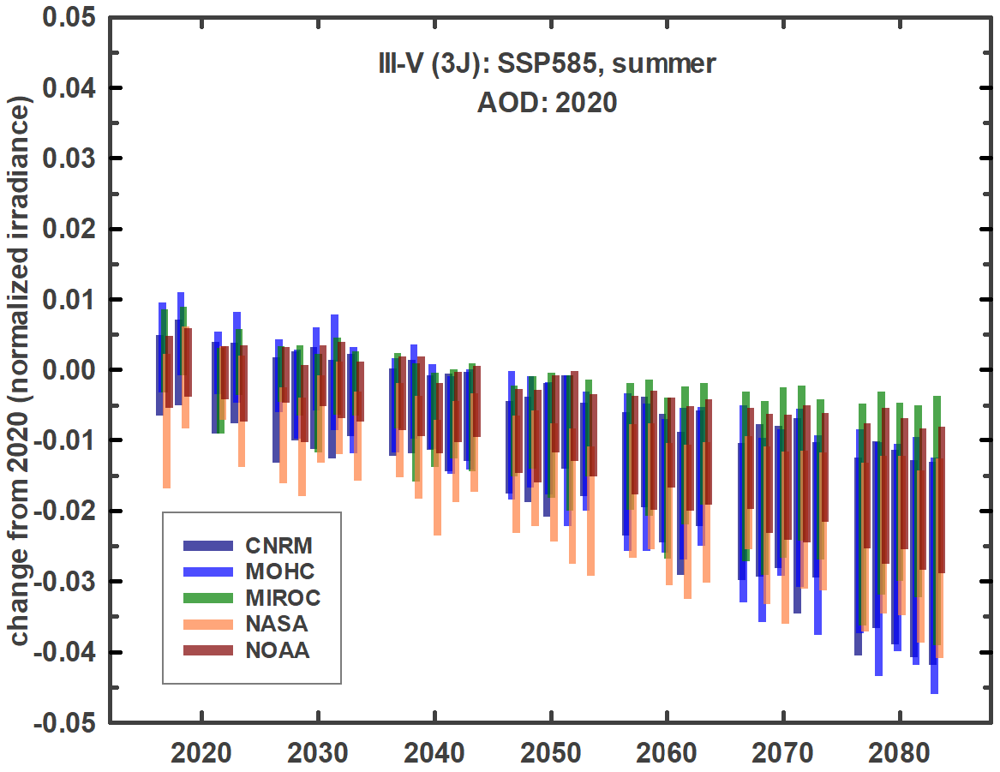 III-V (3J): SSP585, summer
AOD: 2020
change from 2020 (normalized irradiance)
0.05
0.04
0.03
0.02
0.01
0.00
-0.01
-0.02
-0.03
-0.04
-0.05
CNRM
MOHC
MIROC
NASA
NOAA
2020 2030 2040 2050 2060 2070 2080